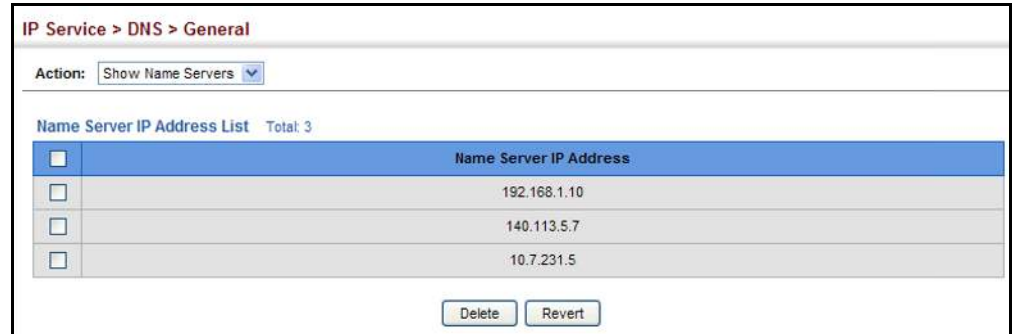 IP Service > DNS > General
Action: Show Name Servers
Name Server IP Address List Total: 3
Name Server IP Address
192.168.1.10
140.113.5.7
10.7.231.5
Delete Revert